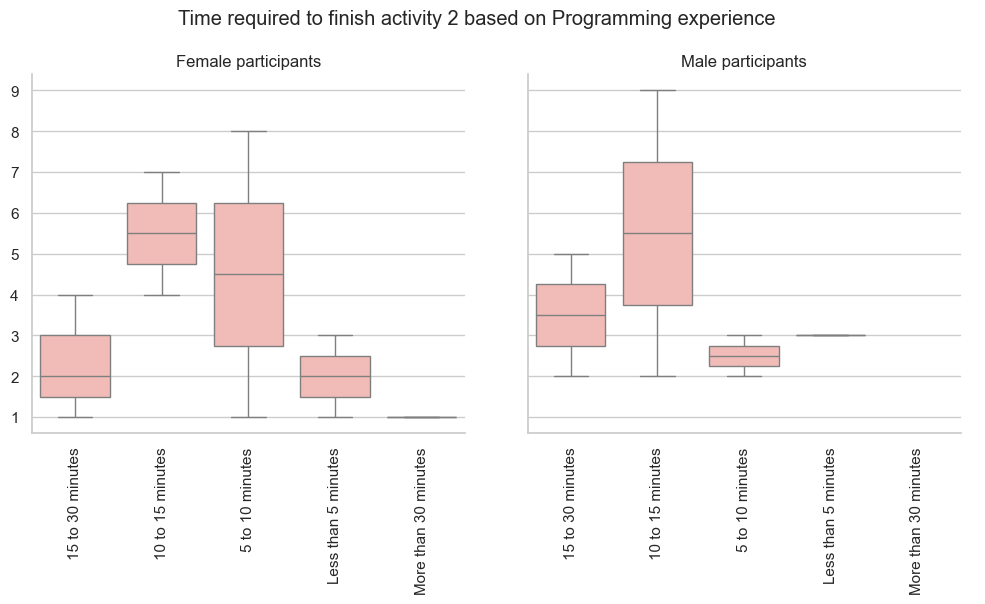 Time required to finish activity 2 based on Programming experience
Female participants
Male participants
9
8
7
6
5
4
3
2
1
15 to 30 minutes
10 to 15 minutes
5 to 10 minutes
Less than 5 minutes
More than 30 minutes
15 to 30 minutes
10 to 15 minutes
5 to 10 minutes
Less than 5 minutes
More than 30 minutes